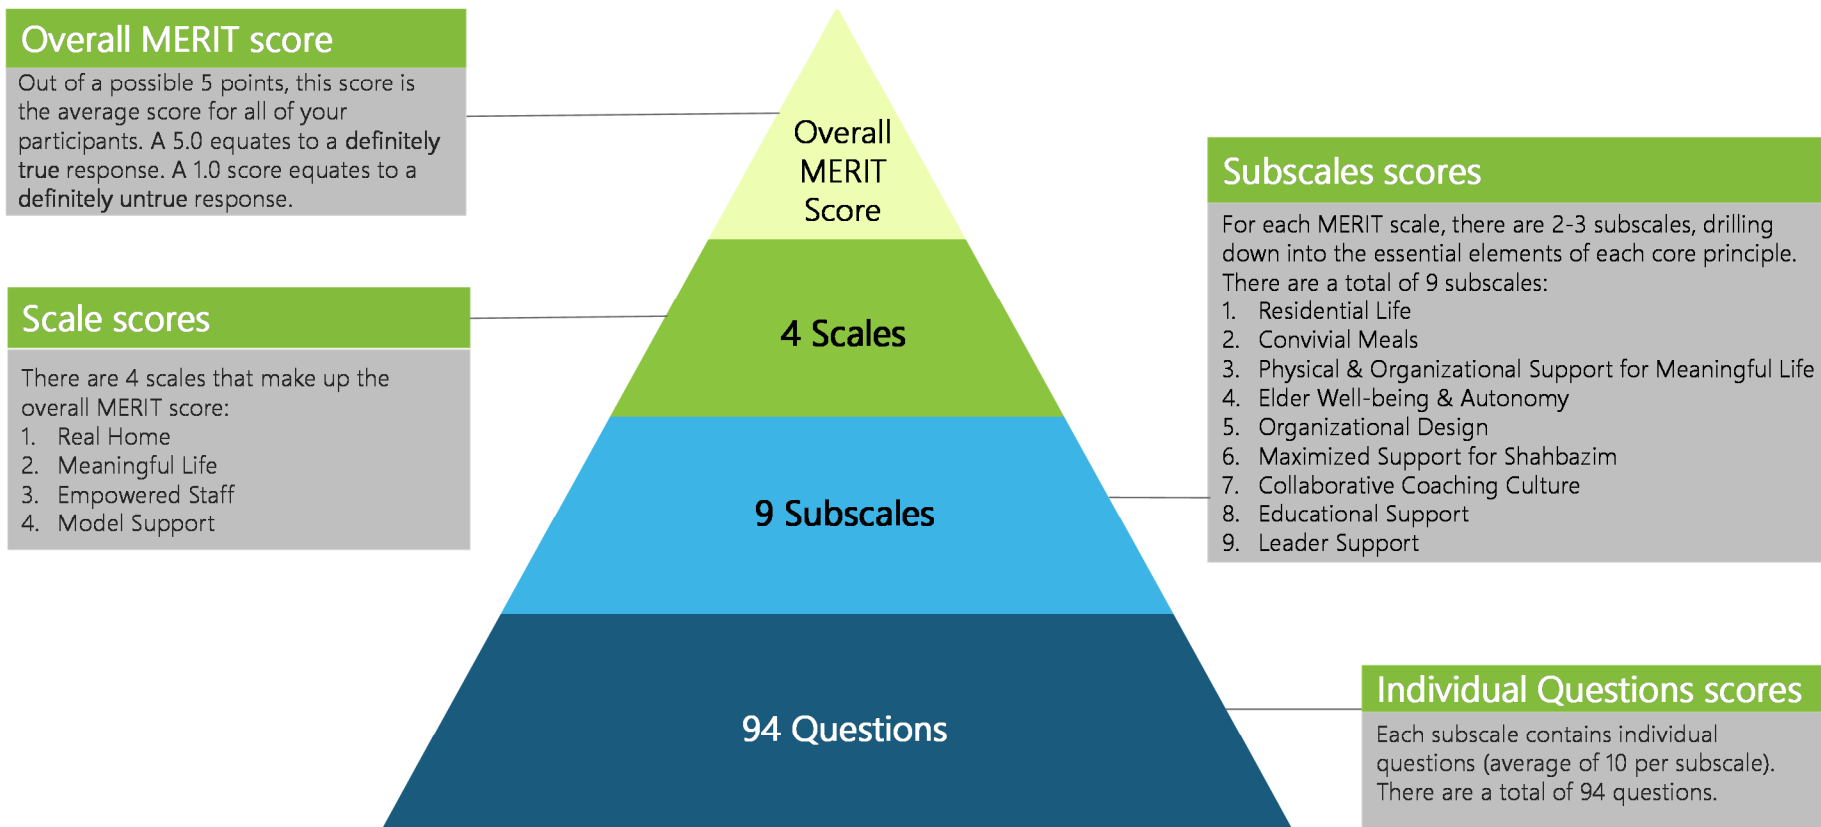 Overall MERIT score
Out of a possible 5 points, this score is
the average score for all of your
participants. A 5.0 equates to a definitely
true response. A 1.0 score equates to a
definitely untrue response.
Scale scores
There are 4 scales that make up the
overall MERIT score:
1. Real Home
2. Meaningful Life
3. Empowered Staff
4. Model Support
Overall
MERIT
Score
4 Scales
9 Subscales
94 Questions
Subscales scores
For each MERIT scale, there are 2-3 subscales, drilling
down into the essential elements of each core principle.
There are a total of 9 subscales:
1. Residential Life
2. Convivial Meals
3. Physical & Organizational Support for Meaningful Life
4. Elder Well-being & Autonomy
5. Organizational Design
6. Maximized Support for Shahbazim
7. Collaborative Coaching Culture
8. Educational Support
9. Leader Support
Individual Questions scores
Each subscale contains individual
questions (average of 10 per subscale).
There are a total of 94 questions.